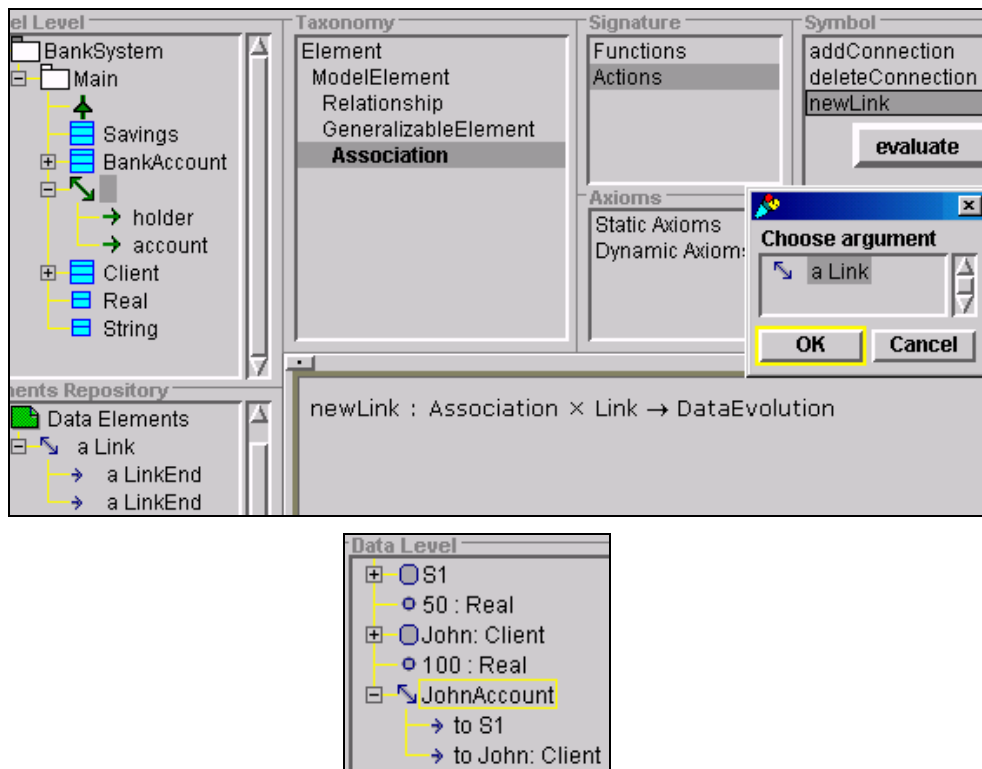 el Level
BankSystem
Main
Savings
BankAccount
holder
account
Client
Real
String
Taxonomy
Element
ModelElement
Relationship
GeneralizableElement
Association
Signature
Functions
Actions
Symbol
addConnection
deleteConnection
newLink
evaluate
Axioms
Static Axioms
Dynamic Axiom
Choose argument
a Link
OK Cancel
ents Repository
Data Elements
a Link
a LinkEnd
a LinkEnd
newLink : Association × Link → DataEvolution
Data Level
S1
50 : Real
John: Client
100 : Real
JohnAccount
to S1
to John: Client